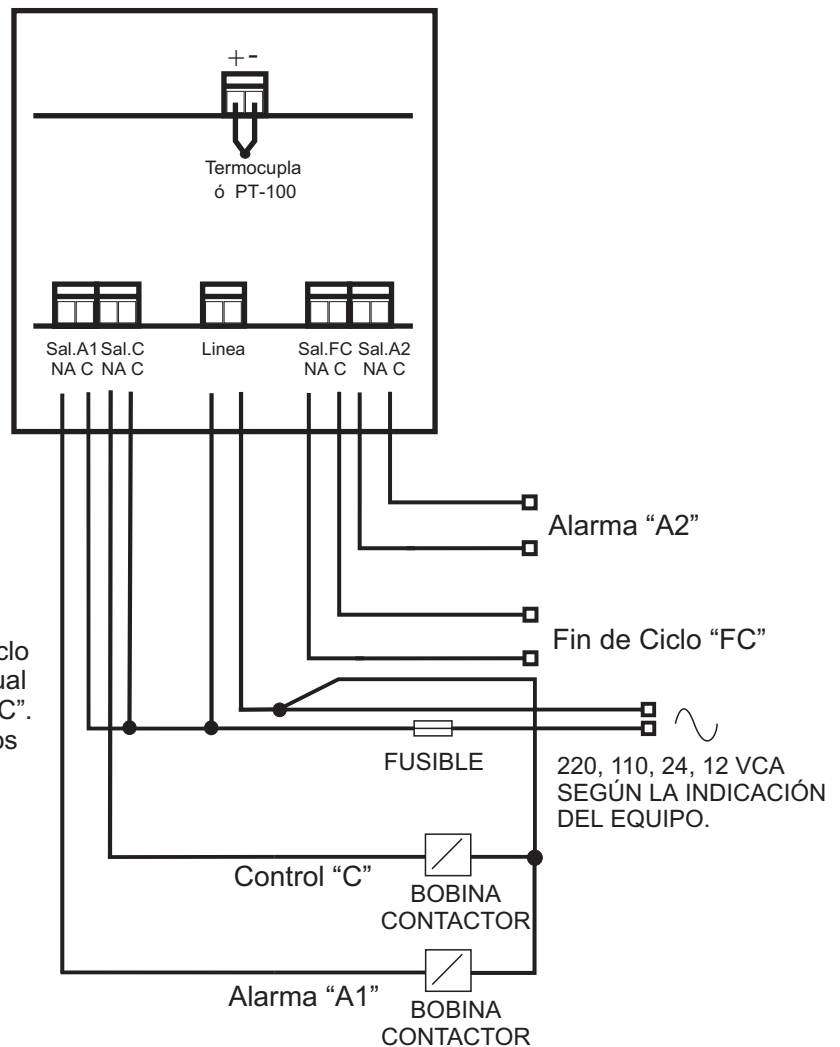 + -
Termocupla
ó PT-100
Sal.A1 Sal.C Linea Sal.FC Sal.A2
NA C NA C NA C NA C
Alarma “A2”
Fin de Ciclo “FC”
clo
ual
C”.
os
FUSIBLE
220, 110, 24, 12 VCA
SEGÚN LA INDICACIÓN
DEL EQUIPO.
Control “C”
BOBINA
CONTACTOR
Alarma “A1”
BOBINA
CONTACTOR